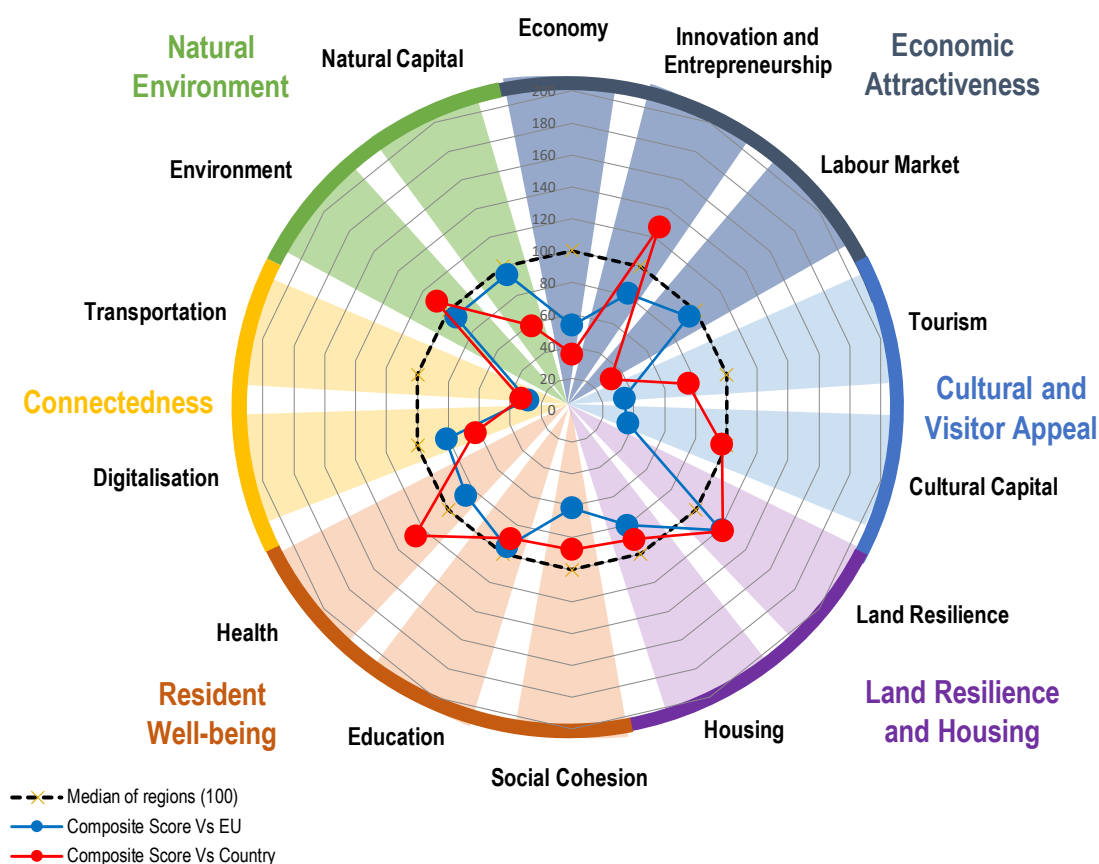 Economy
Innovation and
Entrepreneurship
Economic
Attractiveness
Natural
Environment
Natural Capital
Labour Market
Environment
Tourism
Transportation
Cultural and
Visitor Appeal
Connectedness
Cultural Capital
Digitalisation
Land Resilience
Health
Land Resilience
and Housing
Resident
Well-being
Housing
Education
Social Cohesion
200
180
160
140
120
100
80
60
40
20
0
Median of regions (100)
Composite Score Vs EU
Composite Score Vs Country